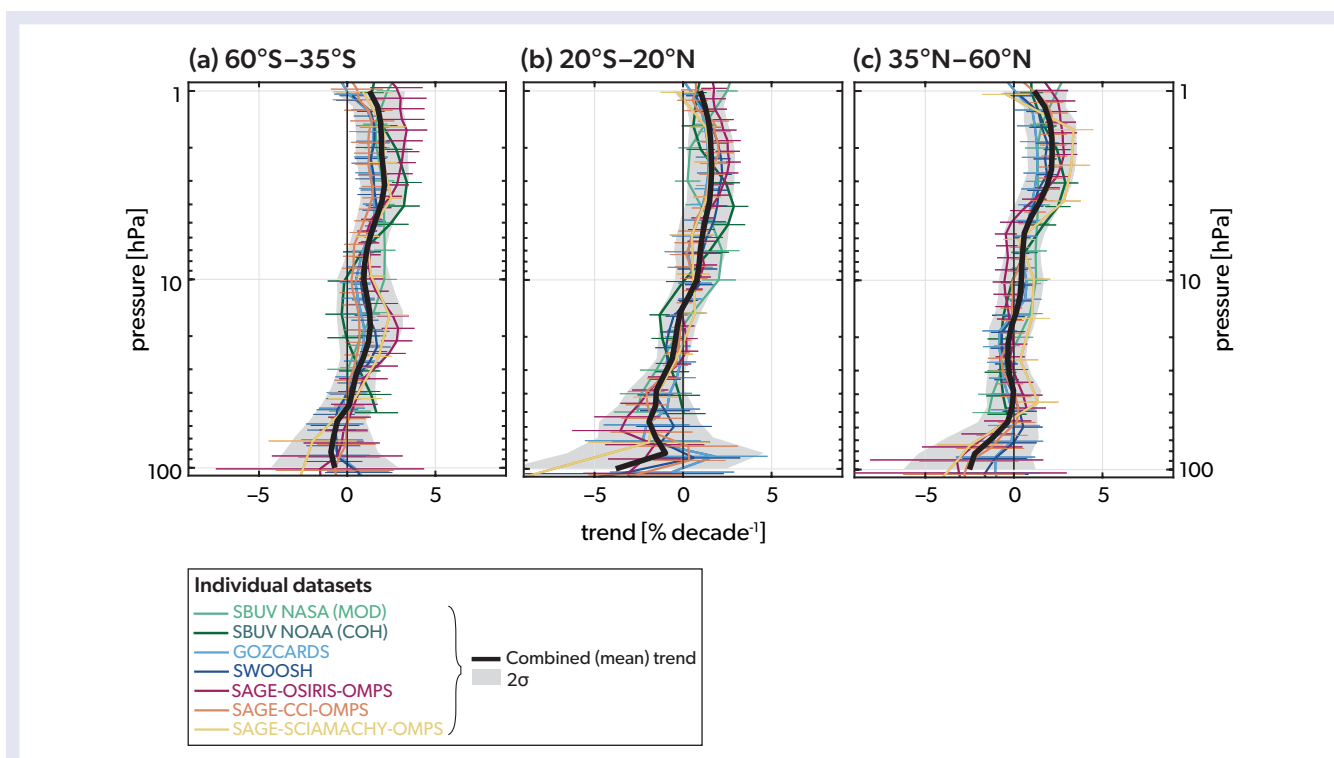 (a) 60°S–35°S
(b) 20°S–20°N
(c) 35°N–60°N
1
10
100
pressure [hPa]
1
10
100
pressure [hPa]
−5 0 5
−5 0 5
−5 0 5
trend [% decade⁻¹]
Individual datasets
SBUV NASA (MOD)
SBUV NOAA (COH)
GOZCARDS
SWOOSH
SAGE-OSIRIS-OMPS
SAGE-CCI-OMPS
SAGE-SCIAMACHY-OMPS
Combined (mean) trend
2σ